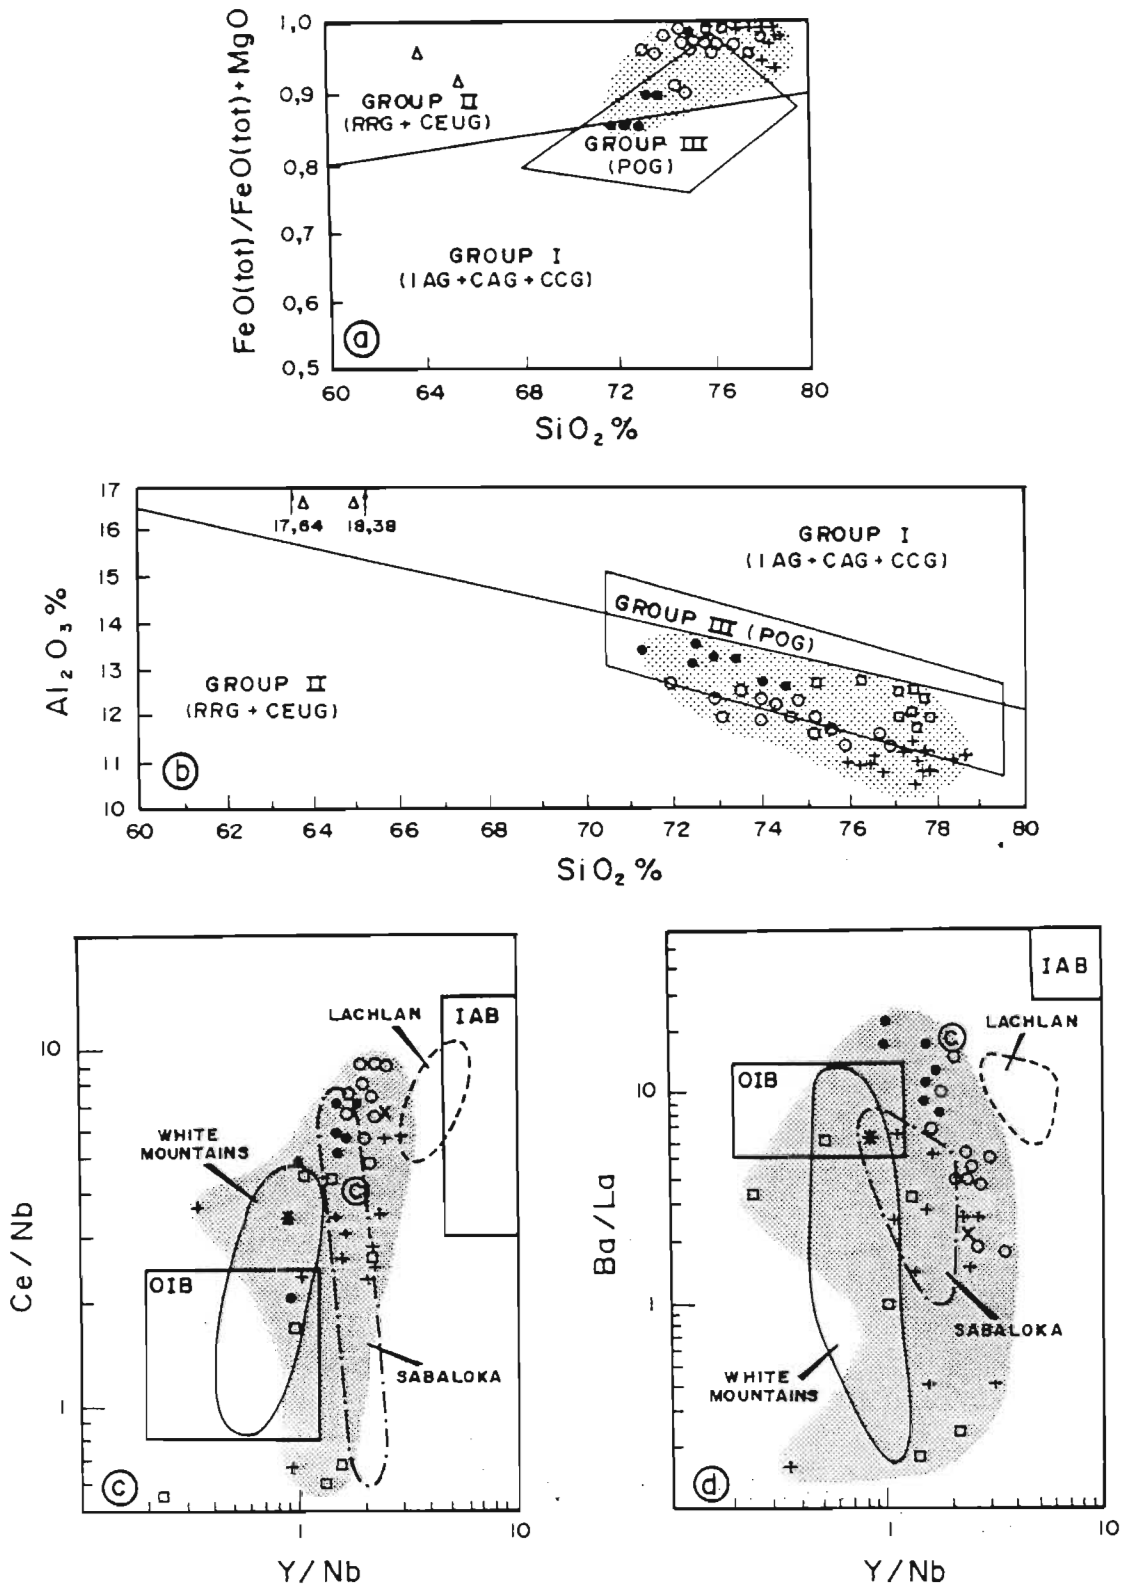 FeO(tot)/FeO(tot)+MgO
1,0
0,9
0,8
0,7
0,6
0,5
Δ
Δ
GROUP II
(RRG + CEUG)
GROUP III
(POG)
GROUP I
(IAG+CAG+CCG)
a
60 64 68 72 76 80
SiO₂%
Al₂O₃%
17
16
15
14
13
12
11
10
17,64 18,38
GROUP I
(IAG+CAG+CCG)
GROUP III (POG)
GROUP II
(RRG + CEUG)
b
60 62 64 66 68 70 72 74 76 78 80
SiO₂%
Ce/Nb
10
1
LACHLAN
IAB
WHITE
MOUNTAINS
C
OIB
SABALOKA
c
1 10
Y/Nb
Ba/La
10
1
IAB
LACHLAN
C
OIB
SABALOKA
WHITE
MOUNTAINS
d
1 10
Y/Nb